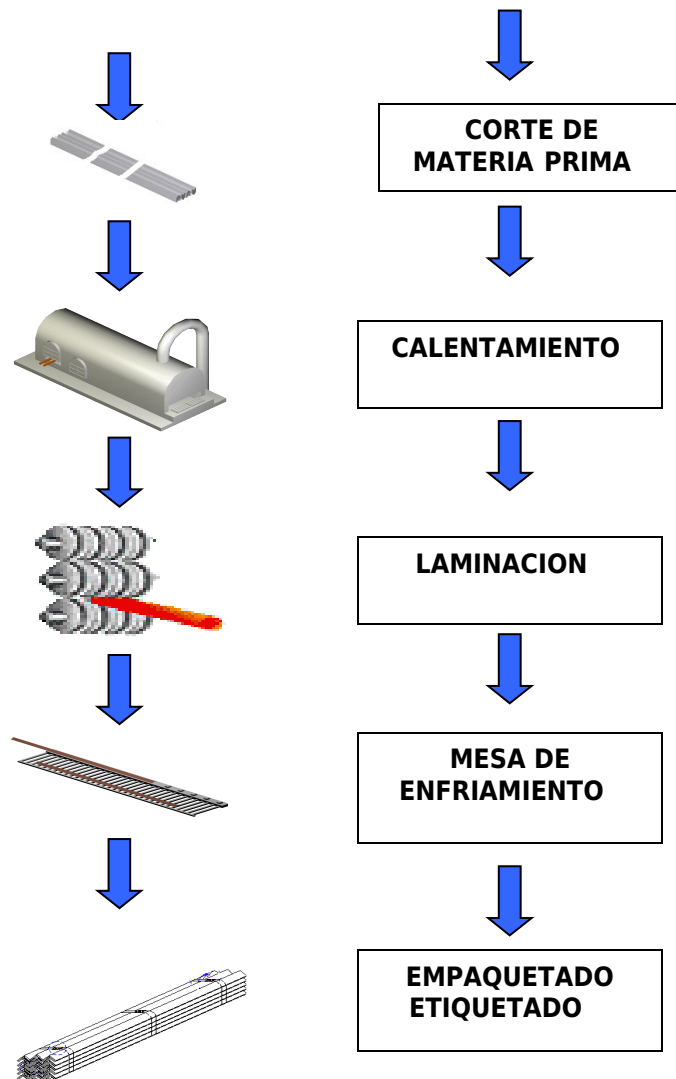 CORTE DE
MATERIA PRIMA
CALENTAMIENTO
LAMINACION
MESA DE
ENFRIAMIENTO
EMPAQUETADO
ETIQUETADO